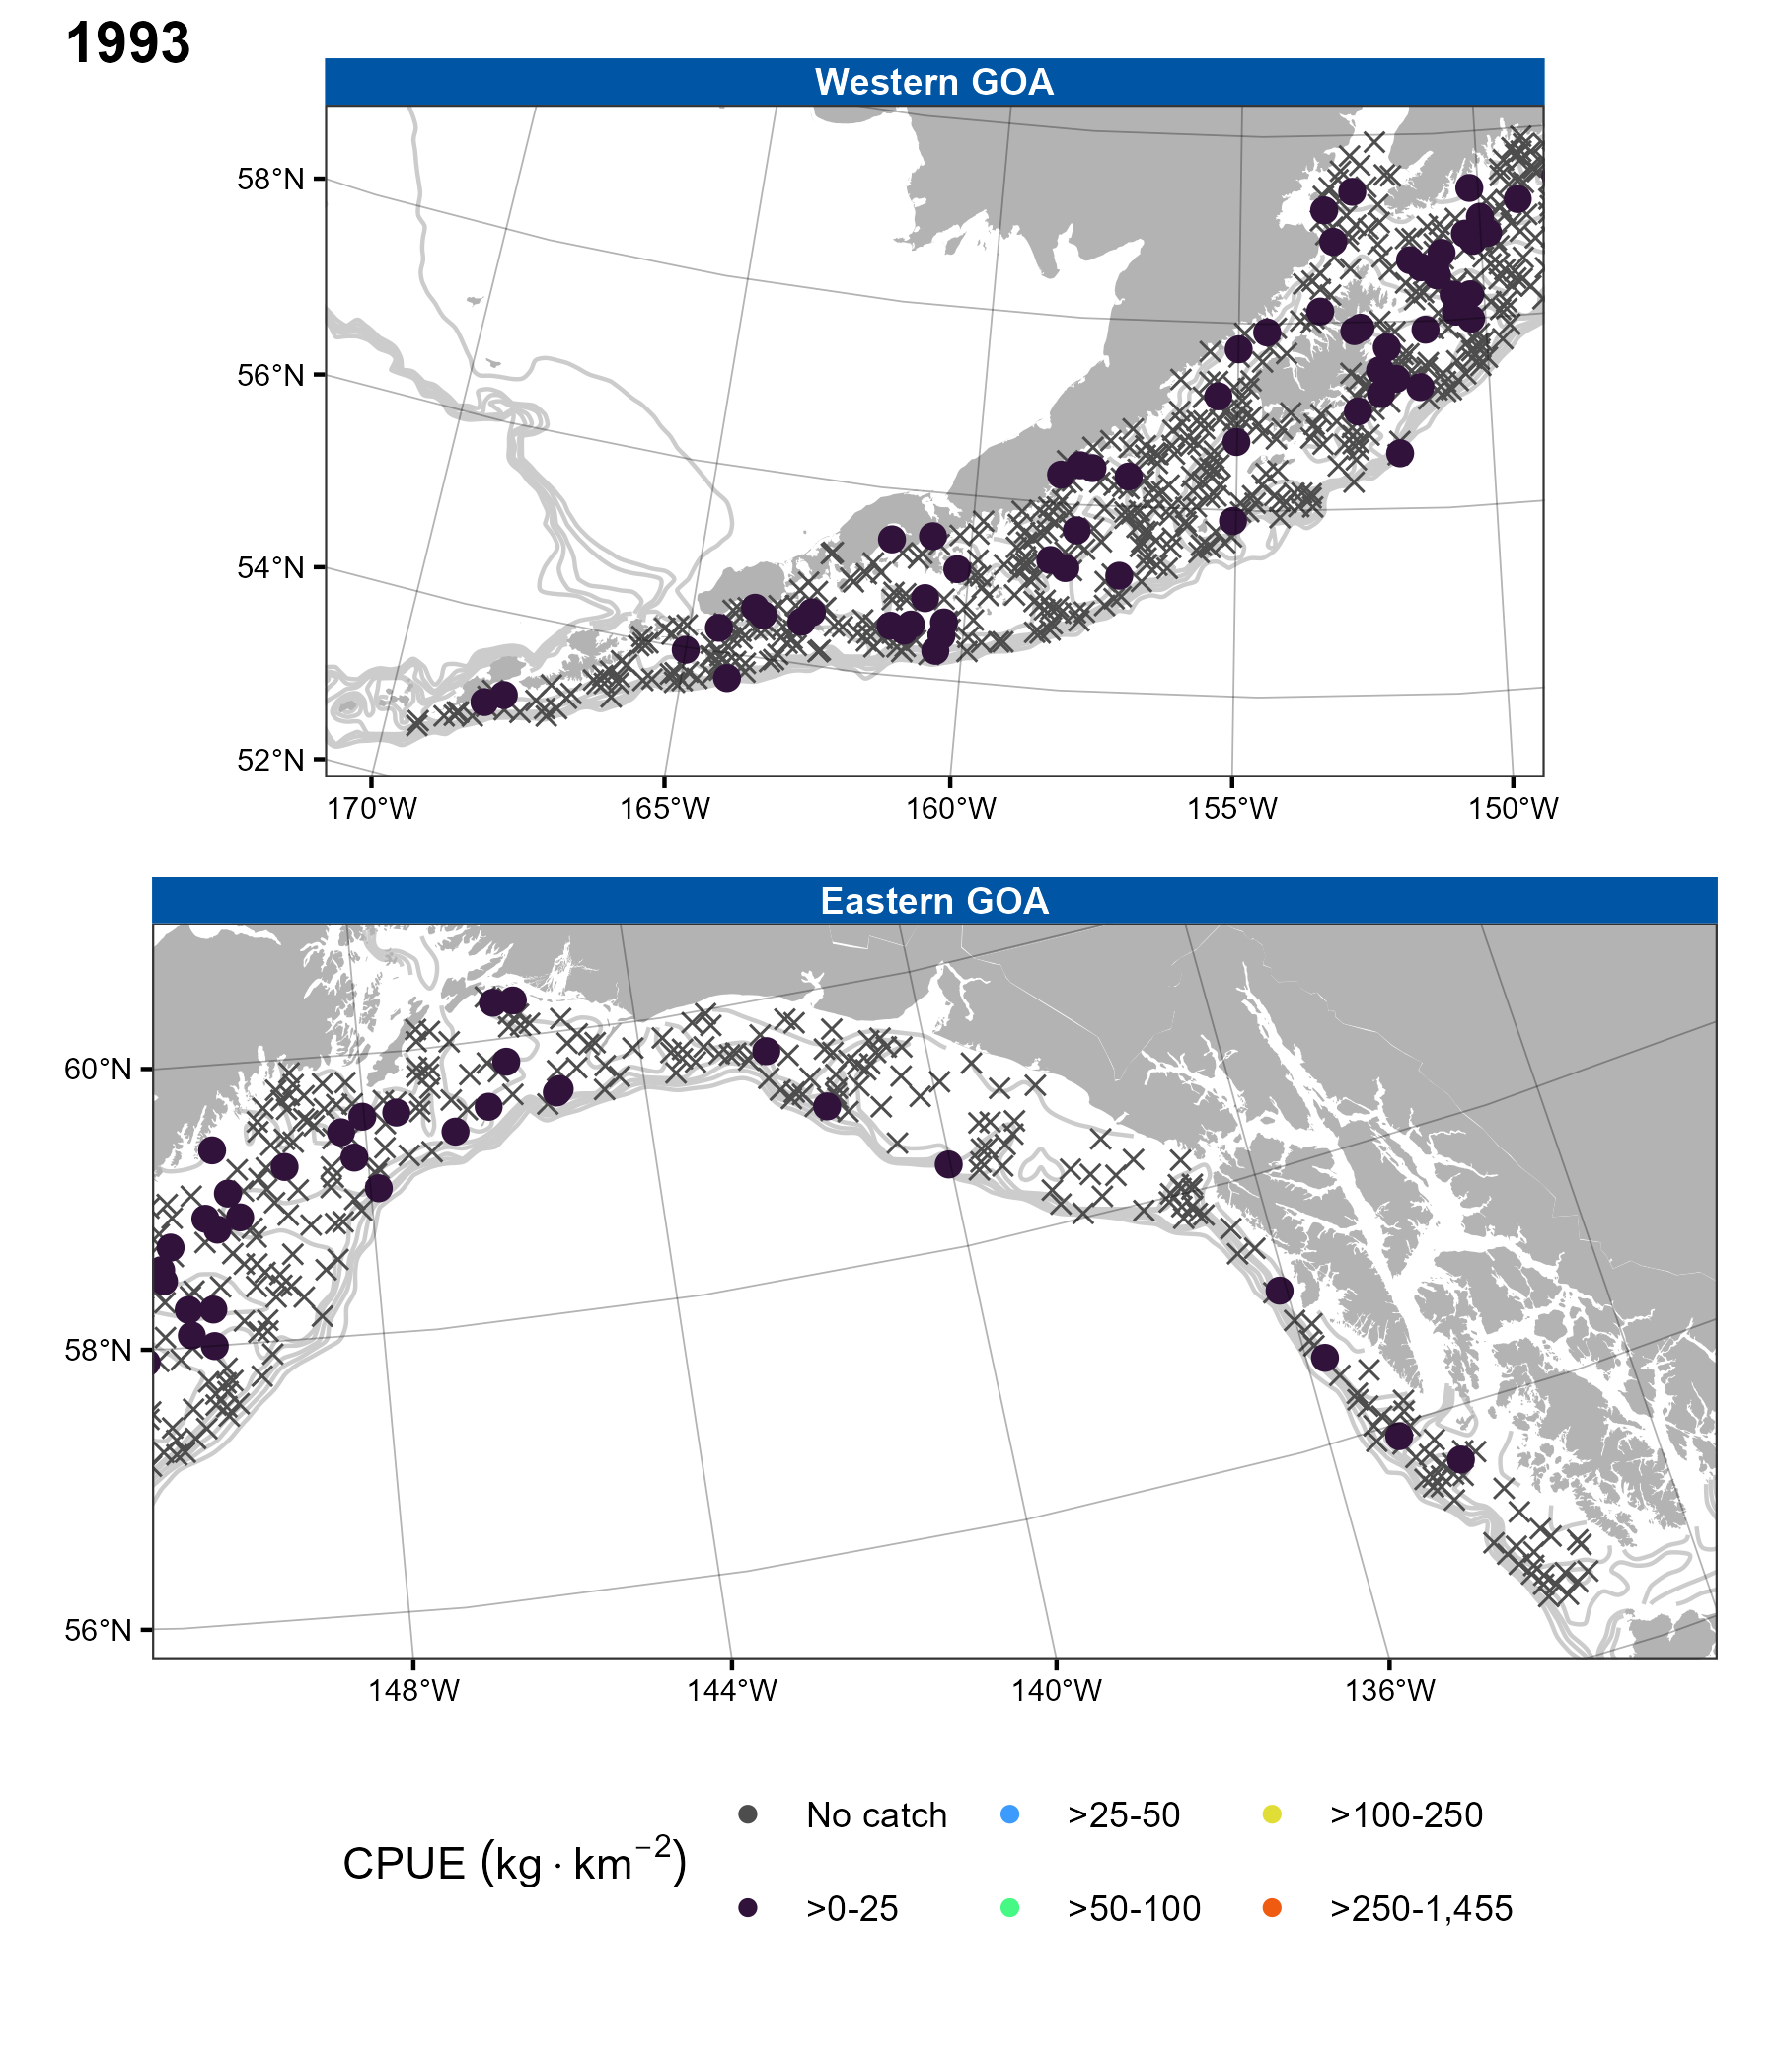 1993
Western GOA
58°N
56°N
54°N
52°N
170°W 165°W 160°W 155°W 150°W
Eastern GOA
60°N
58°N
56°N
148°W 144°W 140°W 136°W
CPUE (kg · km⁻²)
No catch >25-50 >100-250
>0-25 >50-100 >250-1,455